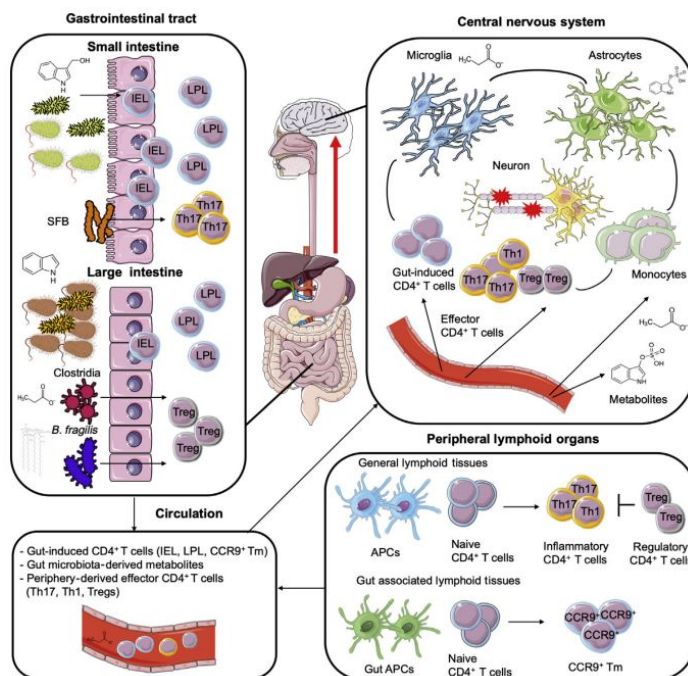 Gastrointestinal tract
Small intestine
OH
N
H
IEL
LPL
LPL
IEL
LPL
IEL
LPL
SFB
Th17
Th17
Th17
Large intestine
N
H
LPL
LPL
IEL
LPL
Clostridia
O
O-
Treg
B. fragilis
Treg
Treg
Central nervous system
Microglia
O
O-
Astrocytes
Neuron
Gut-induced
CD4+ T cells
Th1
Th17
Th17
Treg
Treg
Monocytes
Effector
CD4+ T cells
O
O-
O
OH
N
H
Metabolites
Circulation
- Gut-induced CD4+ T cells (IEL, LPL, CCR9+ Tm)
- Gut microbiota-derived metabolites
- Periphery-derived effector CD4+ T cells
(Th17, Th1, Tregs)
Peripheral lymphoid organs
General lymphoid tissues
APCs
Naive
CD4+ T cells
Th17
Th17
Th1
Inflammatory
CD4+ T cells
Treg
Treg
Regulatory
CD4+ T cells
Gut associated lymphoid tissues
Gut APCs
Naive
CD4+ T cells
CCR9+
CCR9+
CCR9+
CCR9+ Tm